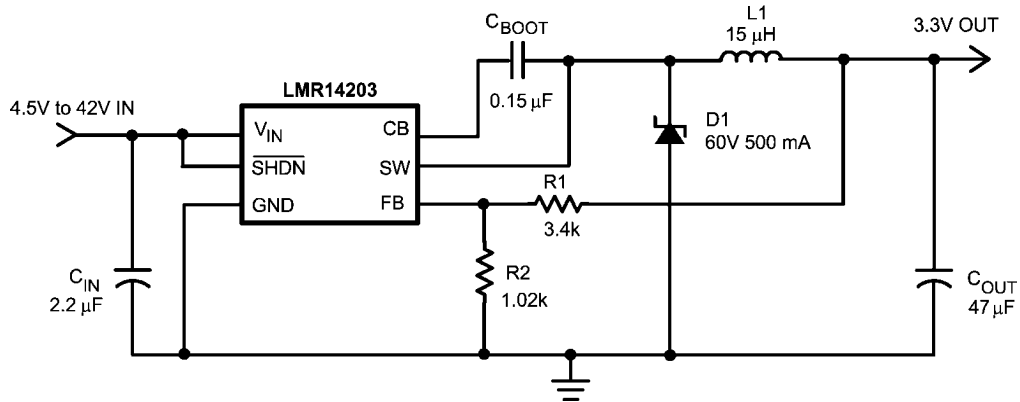 C_BOOT
0.15 µF
L1
15 µH
3.3V OUT
4.5V to 42V IN
LMR14203
V_IN
SHDN
GND
CB
SW
FB
D1
60V 500 mA
R1
3.4k
R2
1.02k
C_IN
2.2 µF
C_OUT
47 µF